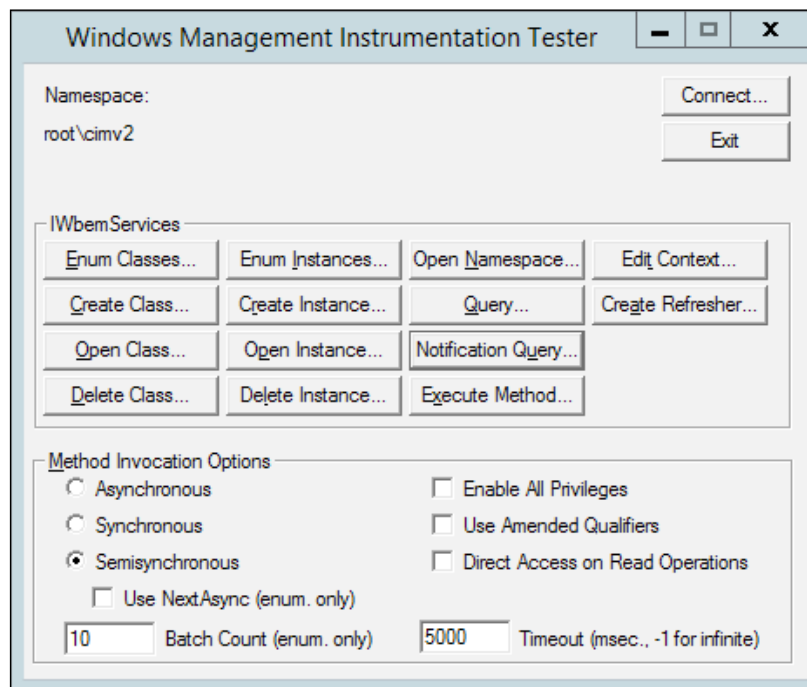 Windows Management Instrumentation Tester
Namespace:
Connect...
root\cimv2
Exit
IWbemServices
Enum Classes... Enum Instances... Open Namespace... Edit Context...
Create Class... Create Instance... Query... Create Refresher...
Open Class... Open Instance... Notification Query...
Delete Class... Delete Instance... Execute Method...
Method Invocation Options
Asynchronous Enable All Privileges
Synchronous Use Amended Qualifiers
Semisynchronous Direct Access on Read Operations
Use NextAsync (enum. only)
10 Batch Count (enum. only) 5000 Timeout (msec., -1 for infinite)